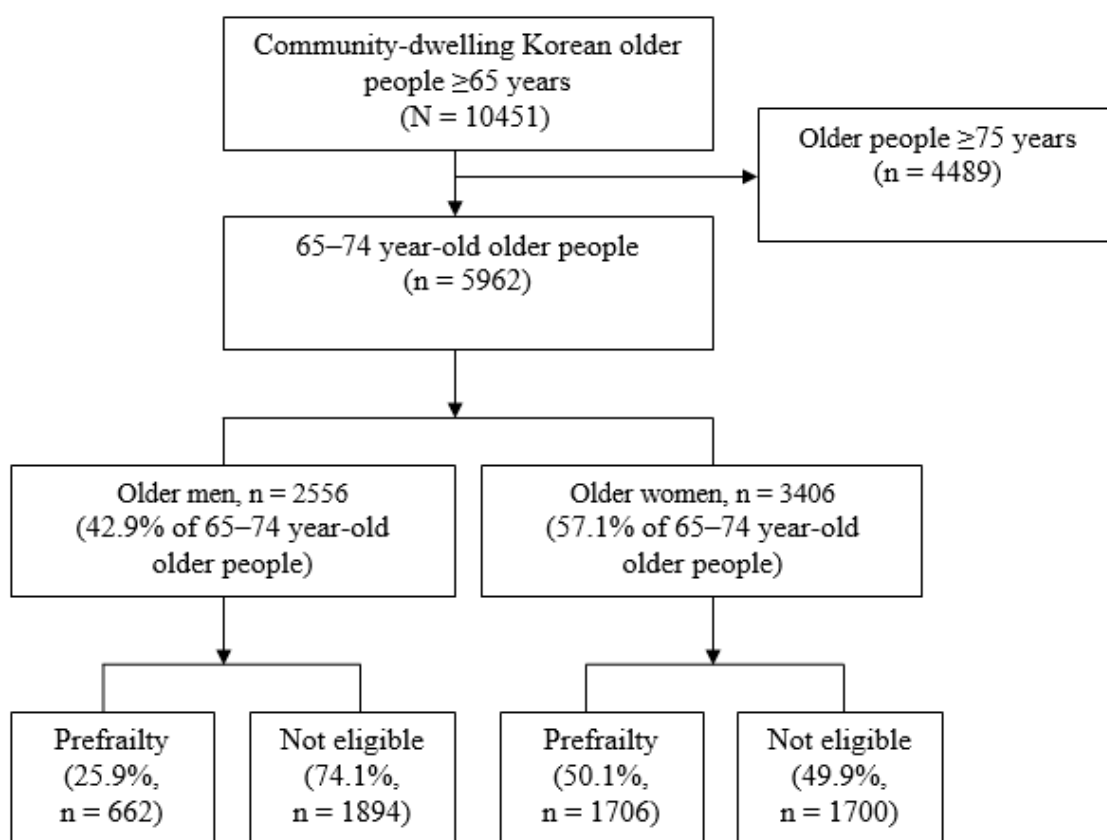 Community-dwelling Korean older
people ≥65 years
(N = 10451)
Older people ≥75 years
(n = 4489)
65–74 year-old older people
(n = 5962)
Older men, n = 2556
(42.9% of 65–74 year-old
older people)
Older women, n = 3406
(57.1% of 65–74 year-old
older people)
Prefrailty
(25.9%,
n = 662)
Not eligible
(74.1%,
n = 1894)
Prefrailty
(50.1%,
n = 1706)
Not eligible
(49.9%,
n = 1700)